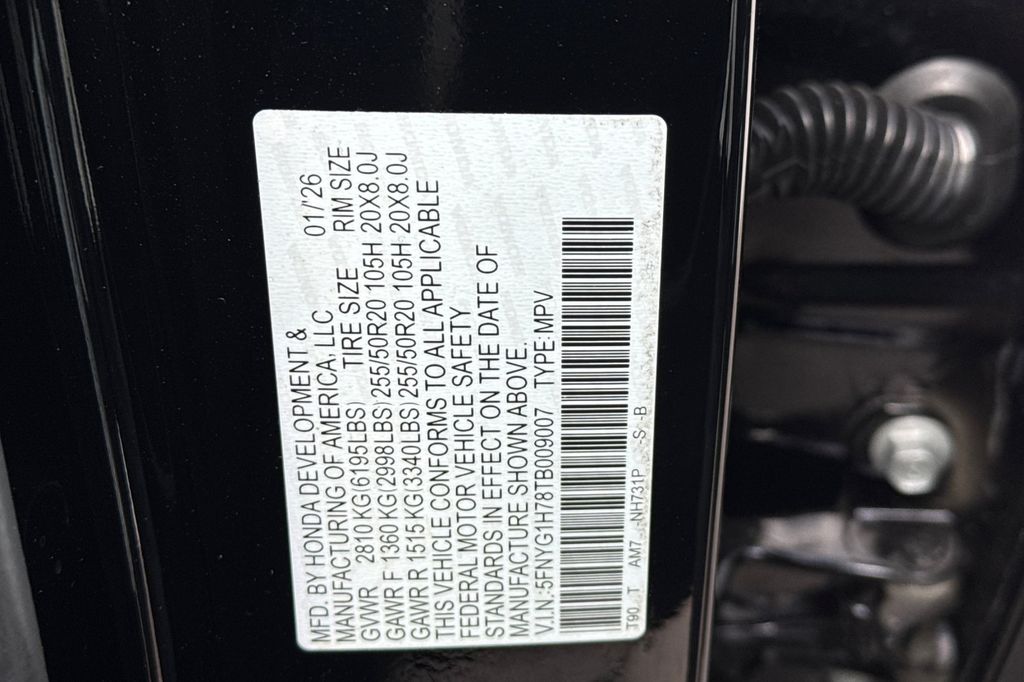 MFD. BY HONDA DEVELOPMENT &
MANUFACTURING OF AMERICA, LLC 01/'26
GVWR 2810 KG(6195LBS) TIRE SIZE RIM SIZE
GAWR F 1360 KG(2998LBS) 255/50R20 105H 20X8.0J
GAWR R 1515 KG(3340LBS) 255/50R20 105H 20X8.0J
THIS VEHICLE CONFORMS TO ALL APPLICABLE
FEDERAL MOTOR VEHICLE SAFETY
STANDARDS IN EFFECT ON THE DATE OF
MANUFACTURE SHOWN ABOVE.
V.I.N.:5FNYG1H78TB009007 TYPE:MPV
T90 T AM7 NH731P -S -B